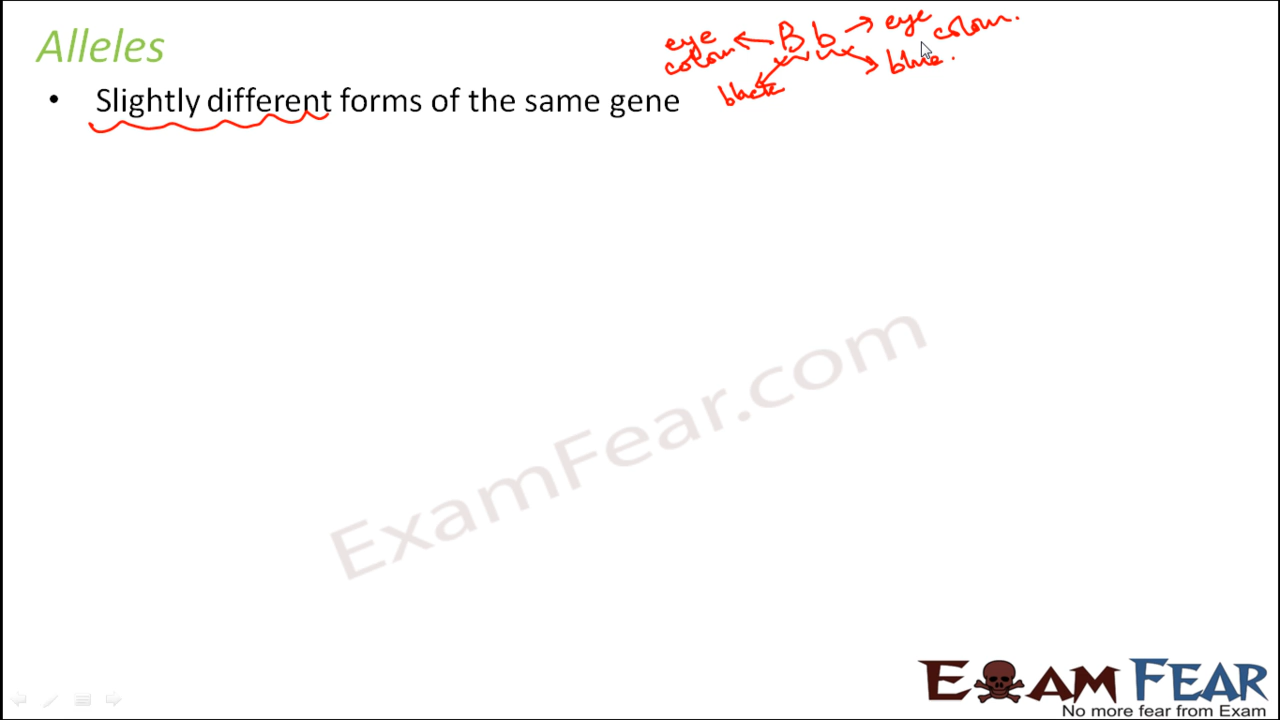 Alleles
eye colour ← B b → eye colour.
black blue.
• Slightly different forms of the same gene
ExamFear.com
EXAM FEAR
No more fear from Exam